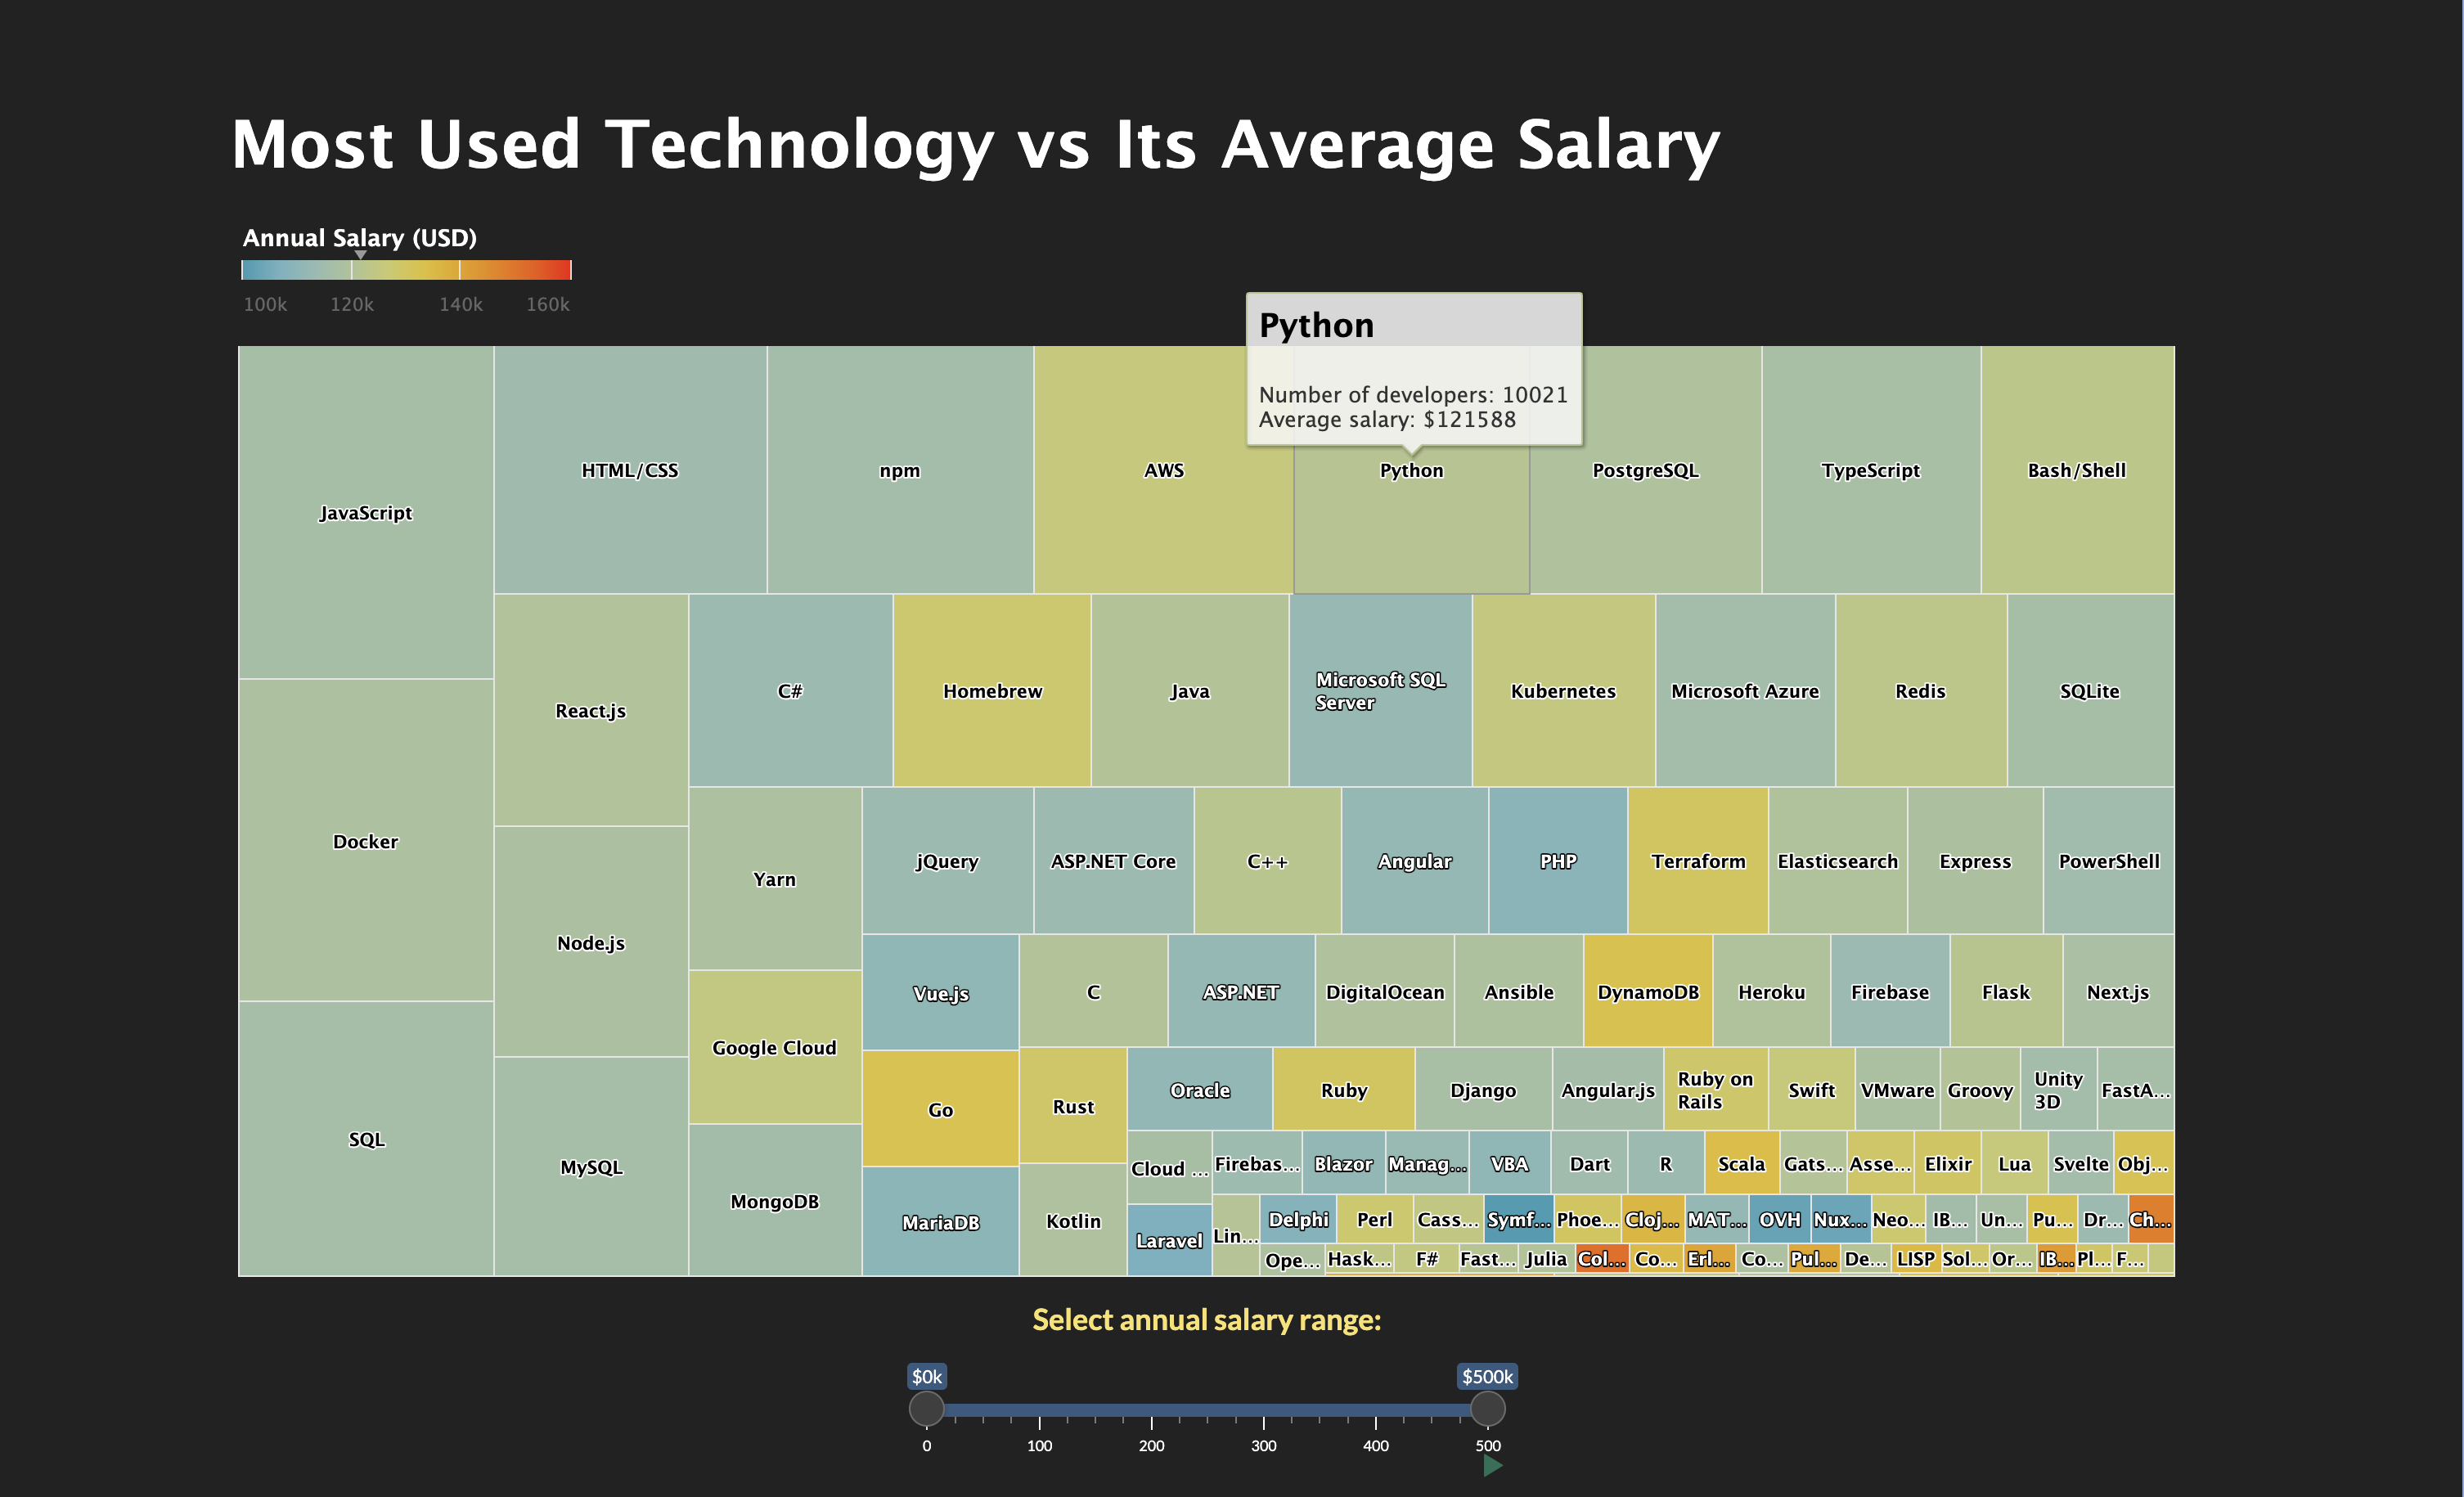 Most Used Technology vs Its Average Salary
Annual Salary (USD)
100k 120k 140k 160k
Python
Number of developers: 10021
Average salary: $121588
JavaScript
HTML/CSS
npm
AWS
Python
PostgreSQL
TypeScript
Bash/Shell
Docker
SQL
React.js
Node.js
MySQL
C#
Homebrew
Java
Microsoft SQL
Server
Kubernetes
Microsoft Azure
Redis
SQLite
Yarn
Google Cloud
MongoDB
jQuery
ASP.NET Core
C++
Angular
PHP
Terraform
Elasticsearch
Express
PowerShell
Vue.js
Go
MariaDB
C
ASP.NET
DigitalOcean
Ansible
DynamoDB
Heroku
Firebase
Flask
Next.js
Rust
Kotlin
Oracle
Ruby
Django
Angular.js
Ruby on
Rails
Swift
VMware
Groovy
Unity
3D
FastA...
Cloud ...
Laravel
Firebas...
Blazor
Manag...
VBA
Dart
R
Scala
Gats...
Asse...
Elixir
Lua
Svelte
Obj...
Lin...
Delphi
Perl
Cass...
Symf...
Phoe...
Cloj...
MAT...
OVH
Nux...
Neo...
IB...
Un...
Pu...
Dr...
Ch...
Ope...
Hask...
F#
Fast...
Julia
Col...
Co...
Erl...
Co...
Pul...
De...
LISP
Sol...
Or...
IB...
Pl...
F...
Select annual salary range:
$0k $500k
0 100 200 300 400 500